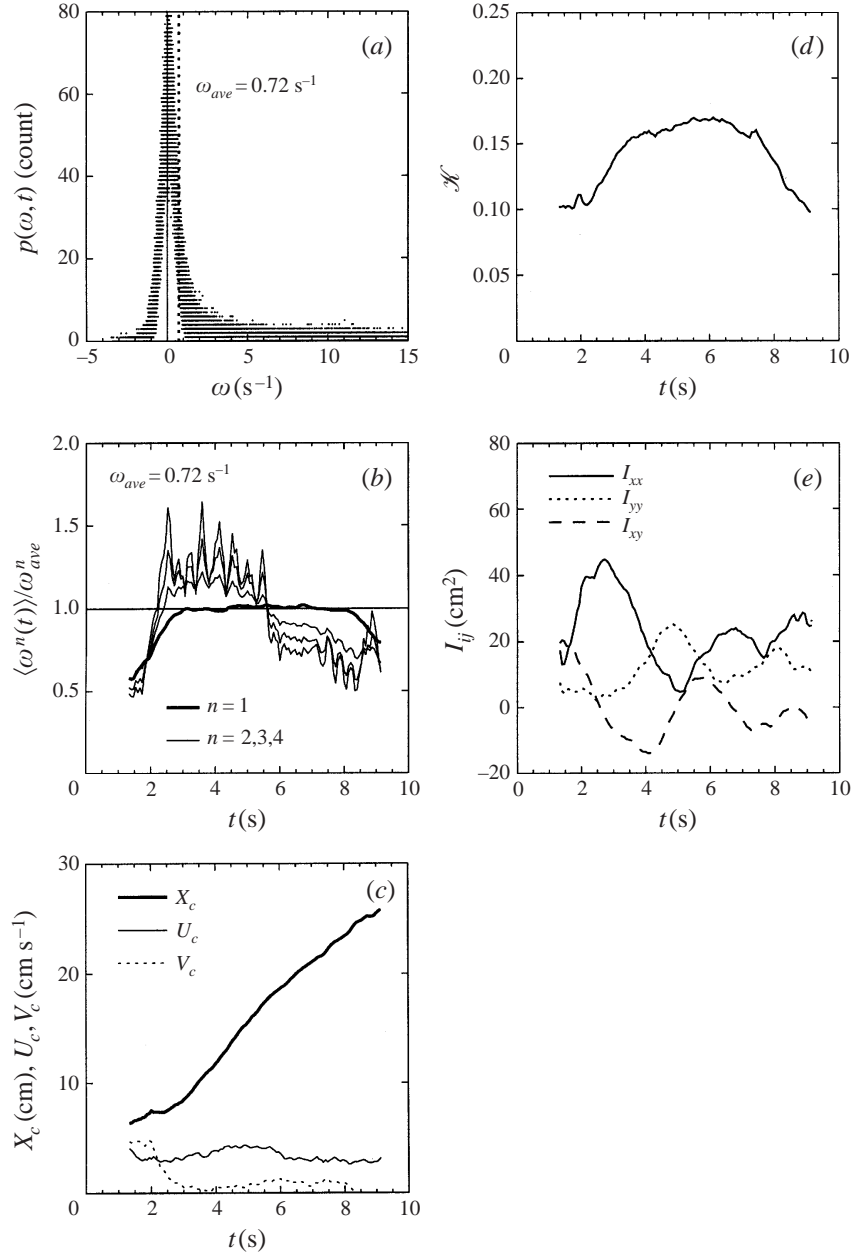 (a)
80
60
40
20
0
p(ω, t) (count)
ω_ave = 0.72 s⁻¹
−5 0 5 10 15
ω (s⁻¹)
(d)
0.25
0.20
0.15
0.10
0.05
𝒦
0 2 4 6 8 10
t (s)
(b)
ω_ave = 0.72 s⁻¹
2.0
1.5
1.0
0.5
0.0
⟨ωⁿ(t)⟩/ωⁿ_ave
n = 1
n = 2,3,4
0 2 4 6 8 10
t (s)
(e)
80
60
40
20
0
−20
I_ij (cm²)
I_xx
I_yy
I_xy
0 2 4 6 8 10
t (s)
(c)
30
20
10
X_c (cm), U_c, V_c (cm s⁻¹)
X_c
U_c
V_c
0 2 4 6 8 10
t (s)